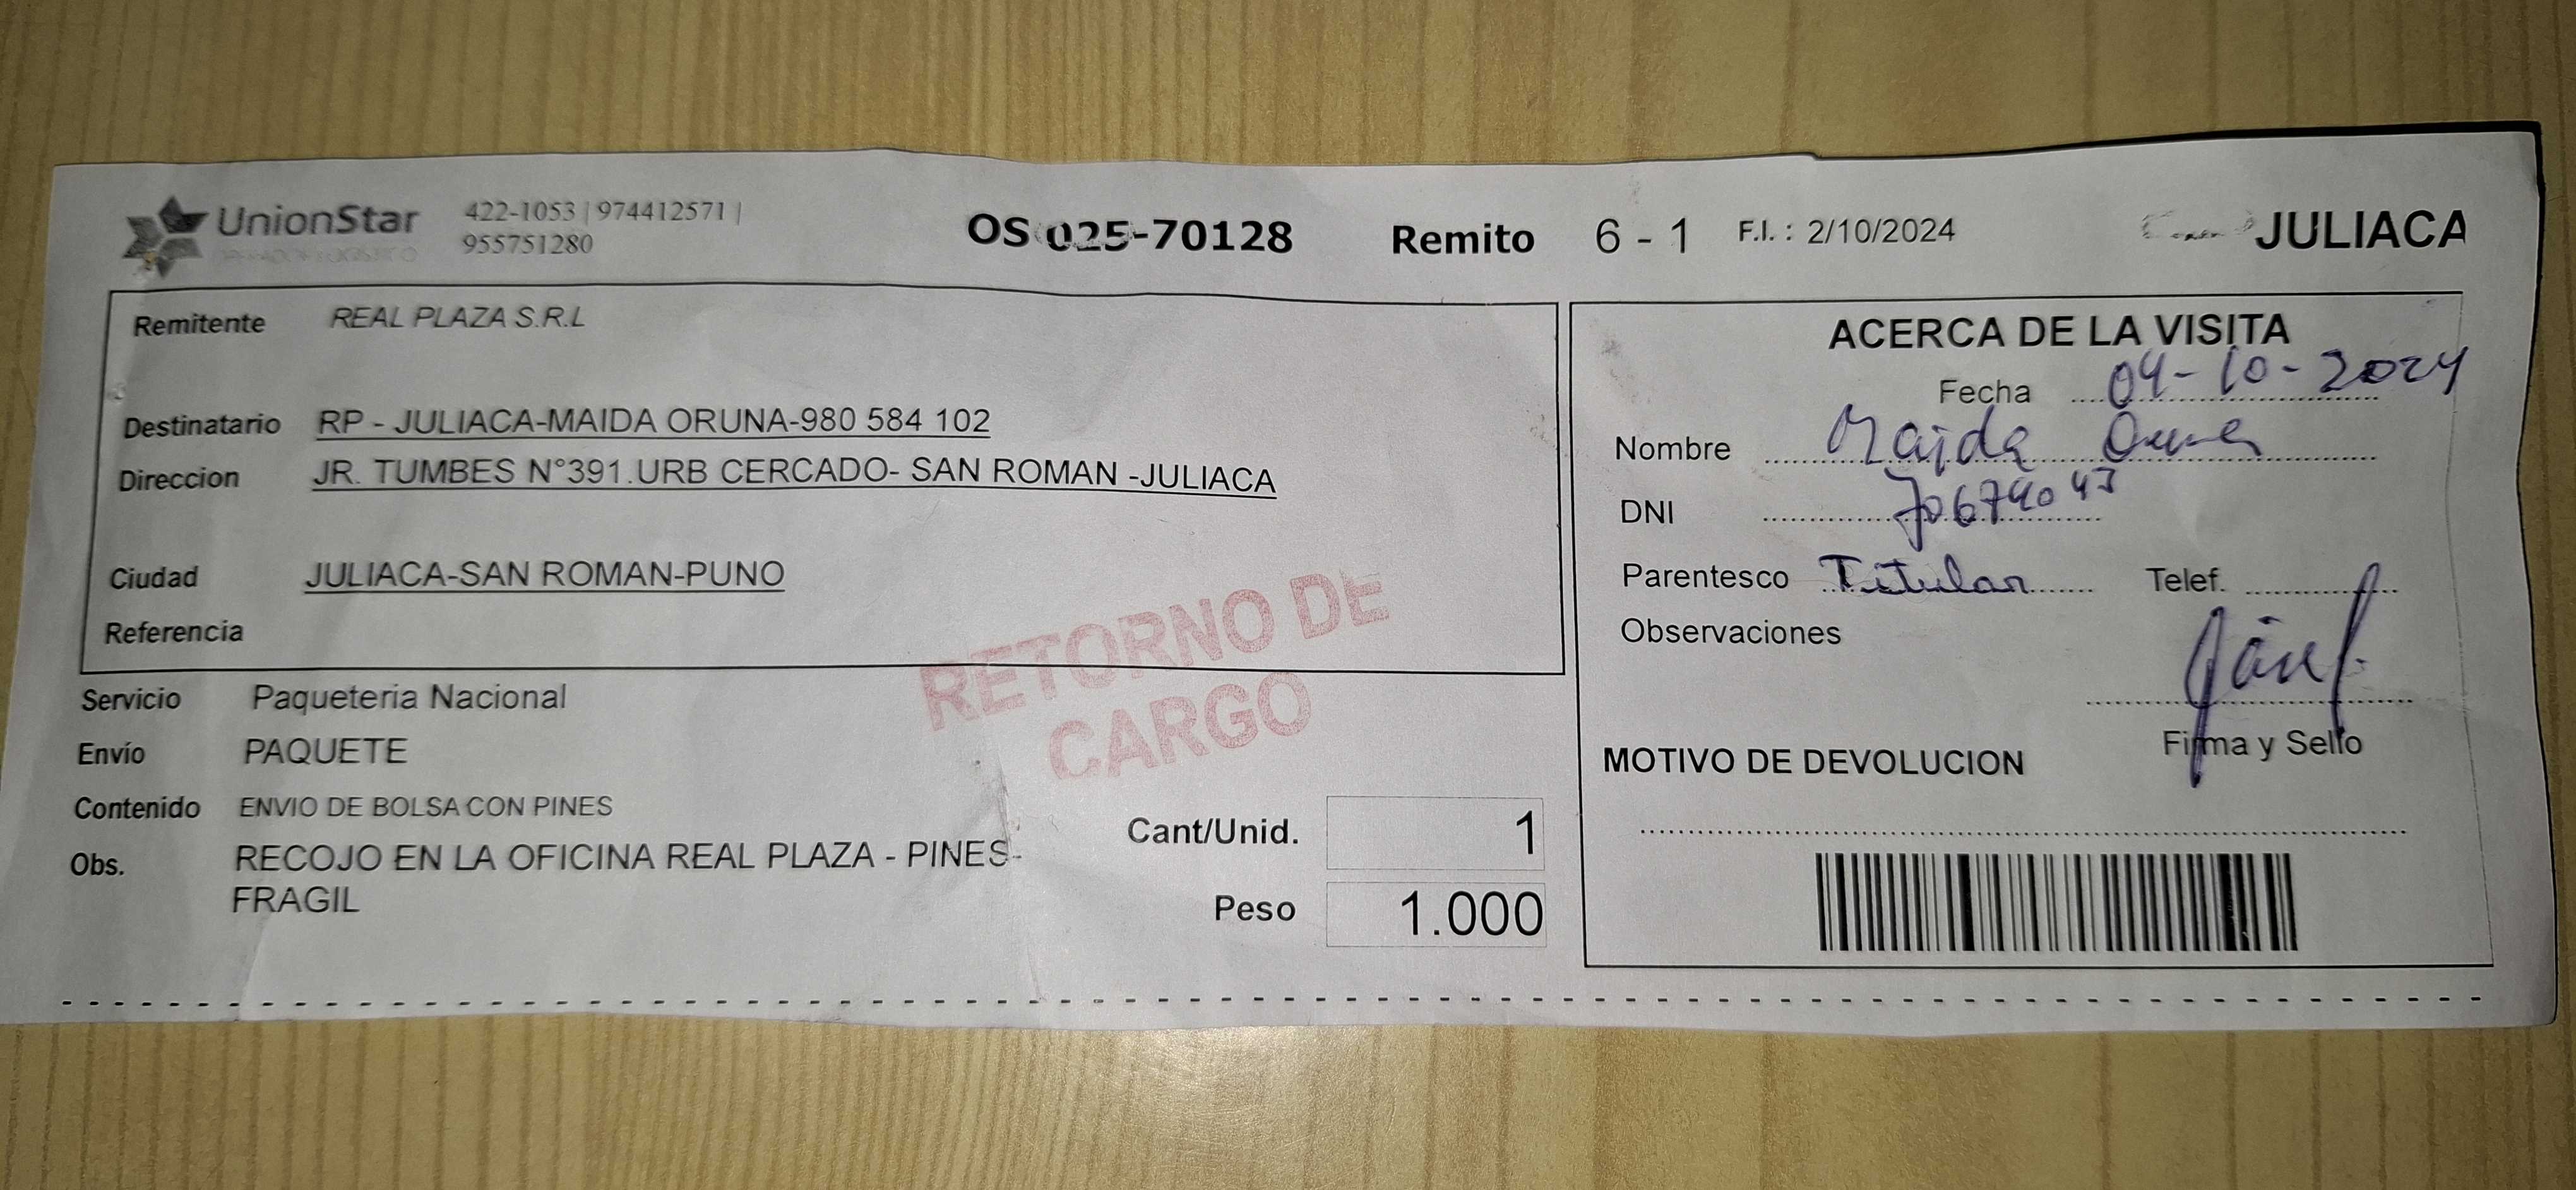 UnionStar
OPERADOR LOGISTICO
422-1053 | 974412571 |
955751280
OS 025-70128
Remito 6 - 1
F.I. : 2/10/2024
JULIACA
Remitente REAL PLAZA S.R.L
Destinatario RP - JULIACA-MAIDA ORUNA-980 584 102
Direccion JR. TUMBES N°391.URB CERCADO- SAN ROMAN -JULIACA
Ciudad JULIACA-SAN ROMAN-PUNO
Referencia
RETORNO DE
CARGO
Servicio Paqueteria Nacional
Envío PAQUETE
Contenido ENVIO DE BOLSA CON PINES
Obs. RECOJO EN LA OFICINA REAL PLAZA - PINES-
FRAGIL
Cant/Unid. 1
Peso 1.000
ACERCA DE LA VISITA
Fecha 04-10-2024
Nombre Maida Oruna
DNI
Parentesco Titular Telef.
Observaciones
Firma y Sello
MOTIVO DE DEVOLUCION